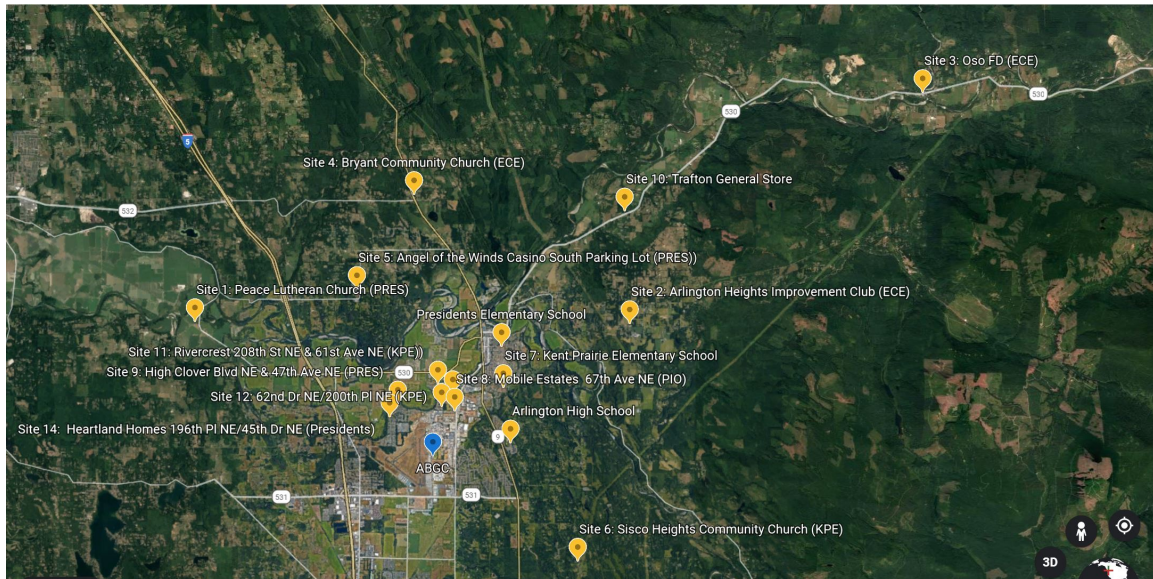 Site 3: Oso FD (ECE)
530
530
5
Site 4: Bryant Community Church (ECE)
Site 10: Trafton General Store
532
Site 5: Angel of the Winds Casino South Parking Lot (PRES))
Site 1: Peace Lutheran Church (PRES)
Site 2: Arlington Heights Improvement Club (ECE)
Presidents Elementary School
Site 11: Rivercrest 208th St NE & 61st Ave NE (KPE))
Site 7: Kent Prairie Elementary School
Site 9: High Clover Blvd NE & 47th Ave NE (PRES)
530
Site 8: Mobile Estates 67th Ave NE (PIO)
Site 12: 62nd Dr NE/200th Pl NE (KPE)
Arlington High School
Site 14: Heartland Homes 196th Pl NE/45th Dr NE (Presidents)
9
ABGC
531
531
Site 6: Sisco Heights Community Church (KPE)
3D